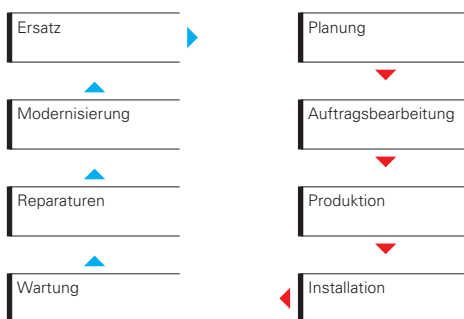 Ersatz
Planung
Modernisierung
Auftragsbearbeitung
Reparaturen
Produktion
Wartung
Installation